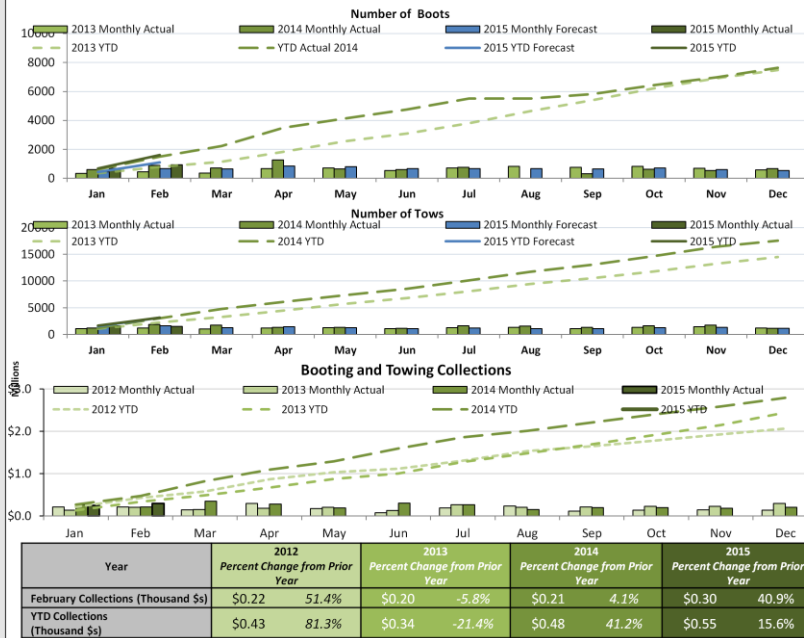 Number of Boots
2013 Monthly Actual 2014 Monthly Actual 2015 Monthly Forecast 2015 Monthly Actual
2013 YTD YTD Actual 2014 2015 YTD Forecast 2015 YTD
10000
8000
6000
4000
2000
0
Jan Feb Mar Apr May Jun Jul Aug Sep Oct Nov Dec
Number of Tows
2013 Monthly Actual 2014 Monthly Actual 2015 Monthly Forecast 2015 Monthly Actual
2013 YTD 2014 YTD 2015 YTD Forecast 2015 YTD
20000
15000
10000
5000
0
Jan Feb Mar Apr May Jun Jul Aug Sep Oct Nov Dec
Booting and Towing Collections
Millions
2012 Monthly Actual 2013 Monthly Actual 2014 Monthly Actual 2015 Monthly Actual
2012 YTD 2013 YTD 2014 YTD 2015 YTD
$3.0
$2.0
$1.0
$0.0
Jan Feb Mar Apr May Jun Jul Aug Sep Oct Nov Dec
Year 2012 2013 2014 2015
Percent Change from Prior Percent Change from Prior Percent Change from Prior Percent Change from Prior
Year Year Year Year
February Collections (Thousand $s) $0.22 51.4% $0.20 -5.8% $0.21 4.1% $0.30 40.9%
YTD Collections
(Thousand $s) $0.43 81.3% $0.34 -21.4% $0.48 41.2% $0.55 15.6%